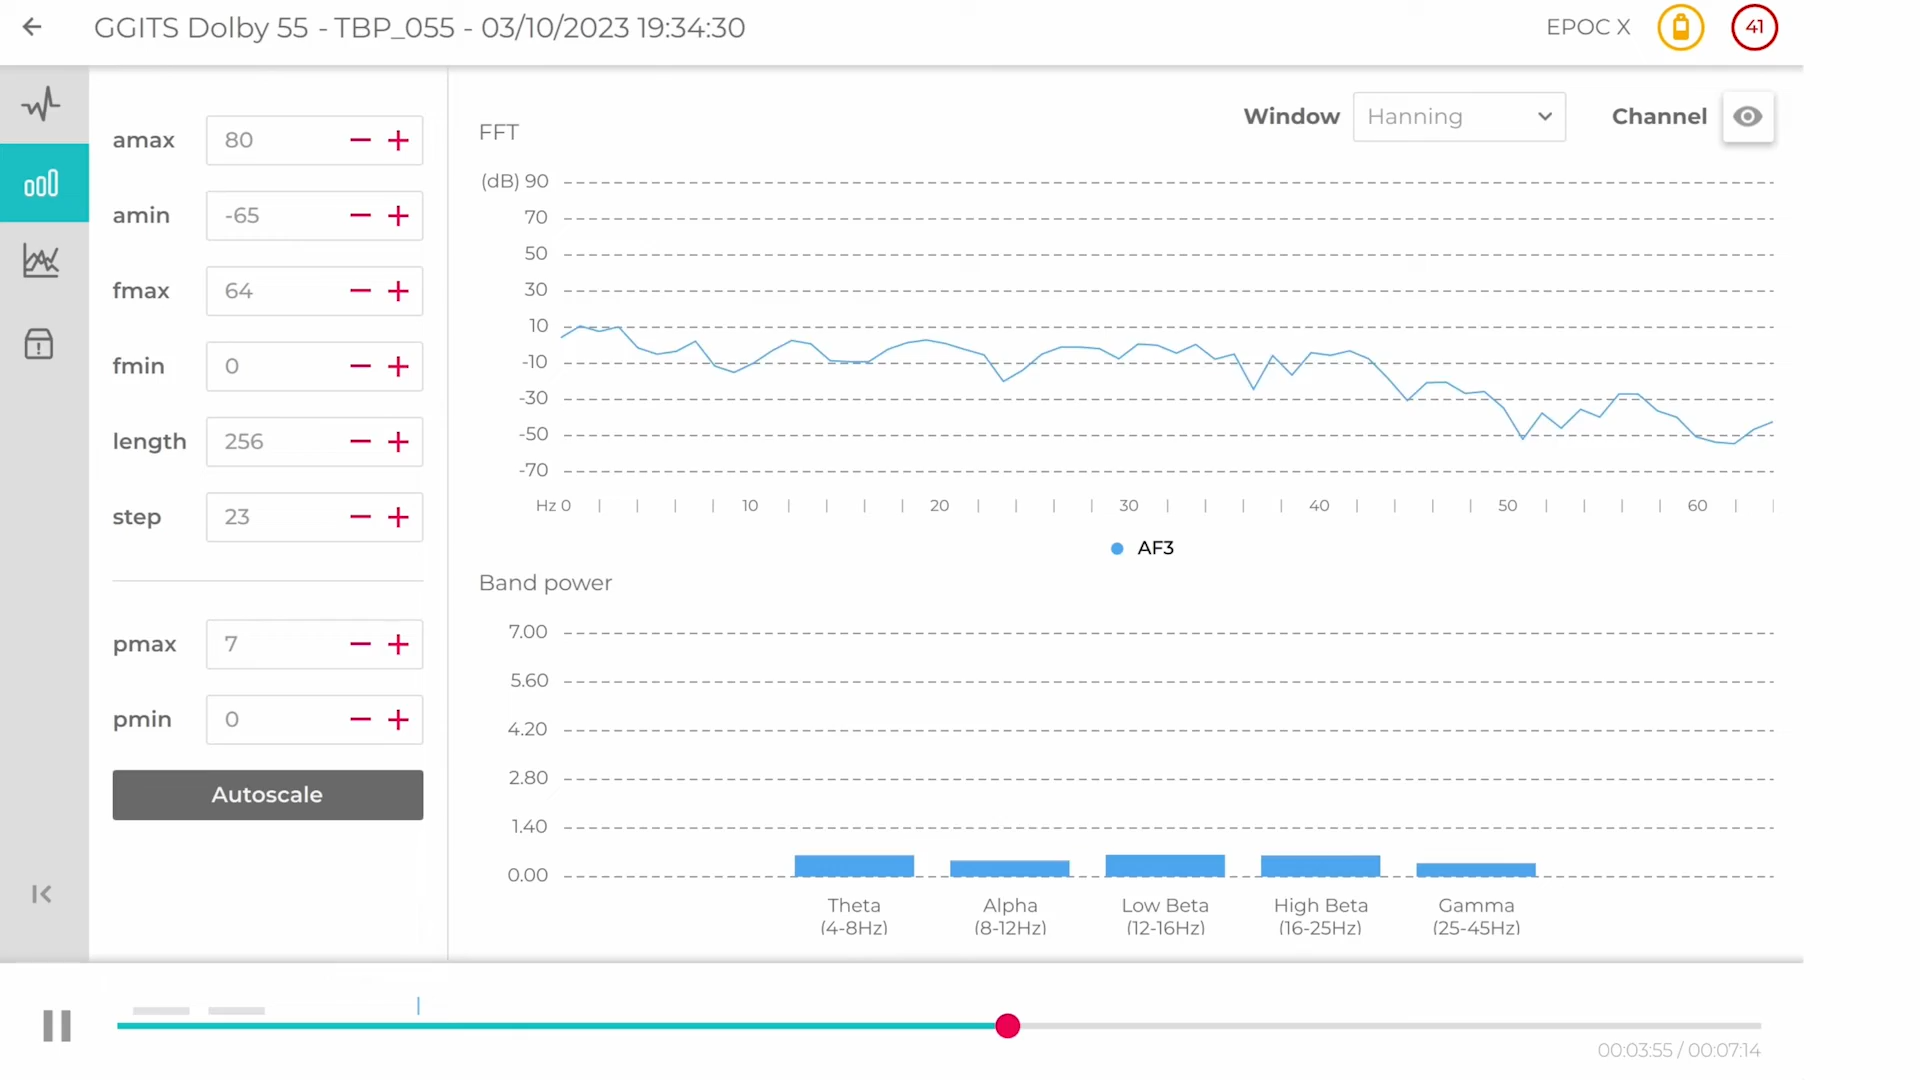 GGITS Dolby 55 - TBP_055 - 03/10/2023 19:34:30
EPOC X
41
amax 80
amin -65
fmax 64
fmin 0
length 256
step 23
pmax 7
pmin 0
Autoscale
Window Hanning
Channel
FFT
(dB) 90
70
50
30
10
-10
-30
-50
-70
Hz 0 10 20 30 40 50 60
AF3
Band power
7.00
5.60
4.20
2.80
1.40
0.00
Theta Alpha Low Beta High Beta Gamma
(4-8Hz) (8-12Hz) (12-16Hz) (16-25Hz) (25-45Hz)
00:03:55 / 00:07:14